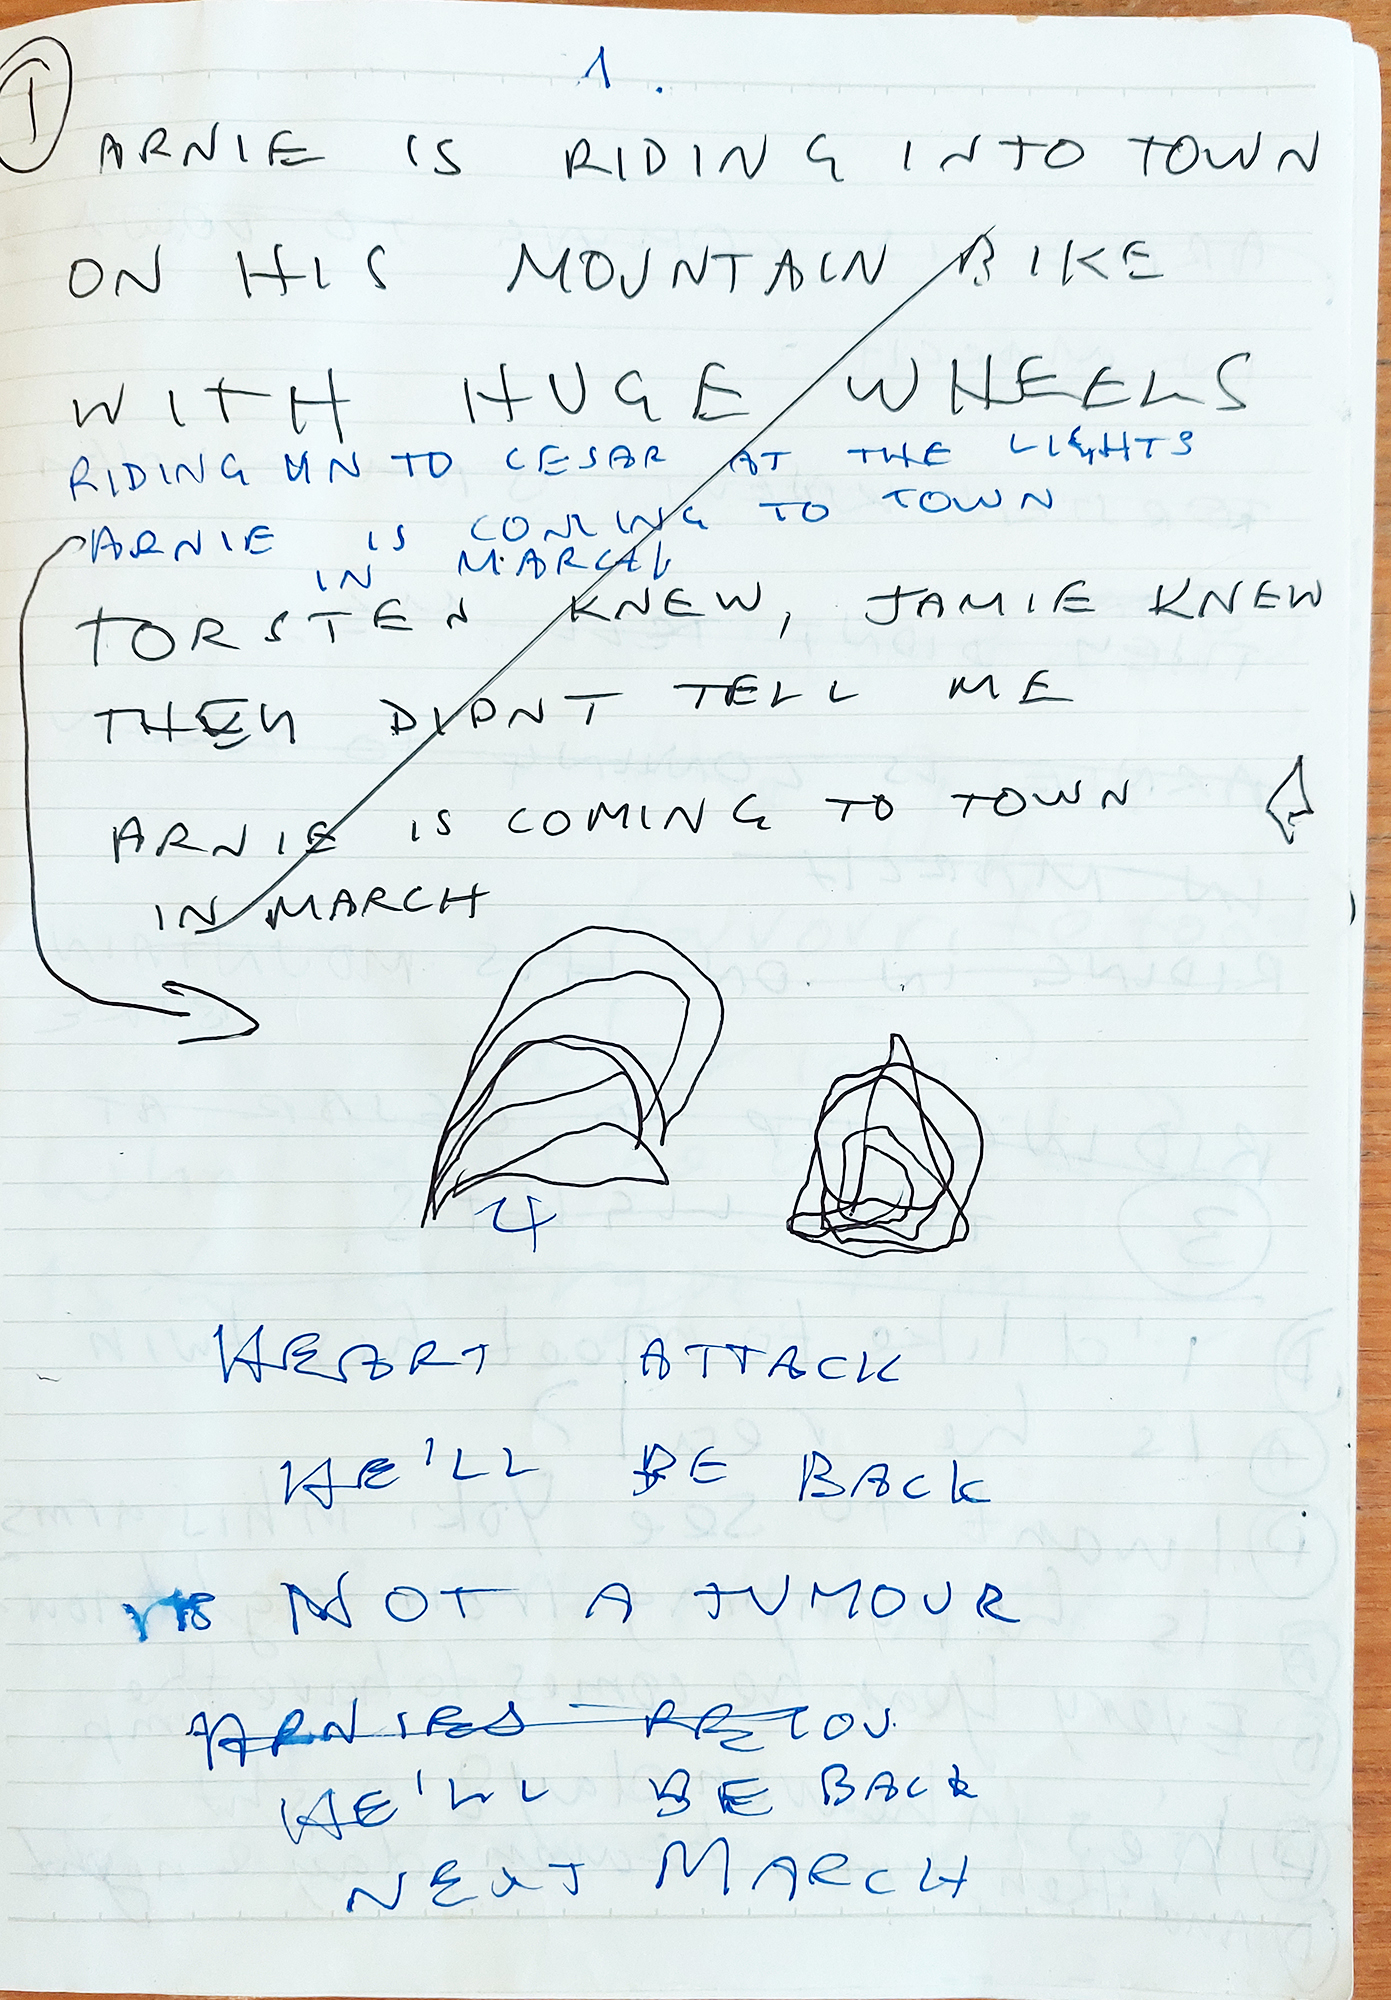 1.
1
ARNIE IS RIDING INTO TOWN
ON HIS MOUNTAIN BIKE
WITH HUGE WHEELS
RIDING UN TO CESAR AT THE LIGHTS
ARNIE IS COMING TO TOWN
IN MARCH
TORSTEN KNEW, JAMIE KNEW
THEY DIDNT TELL ME
ARNIE IS COMING TO TOWN
IN MARCH
4
HEART ATTACK
HE'LL BE BACK
NOT A TUMOUR
ARNIES
HE'LL BE BACK
NEXT MARCH